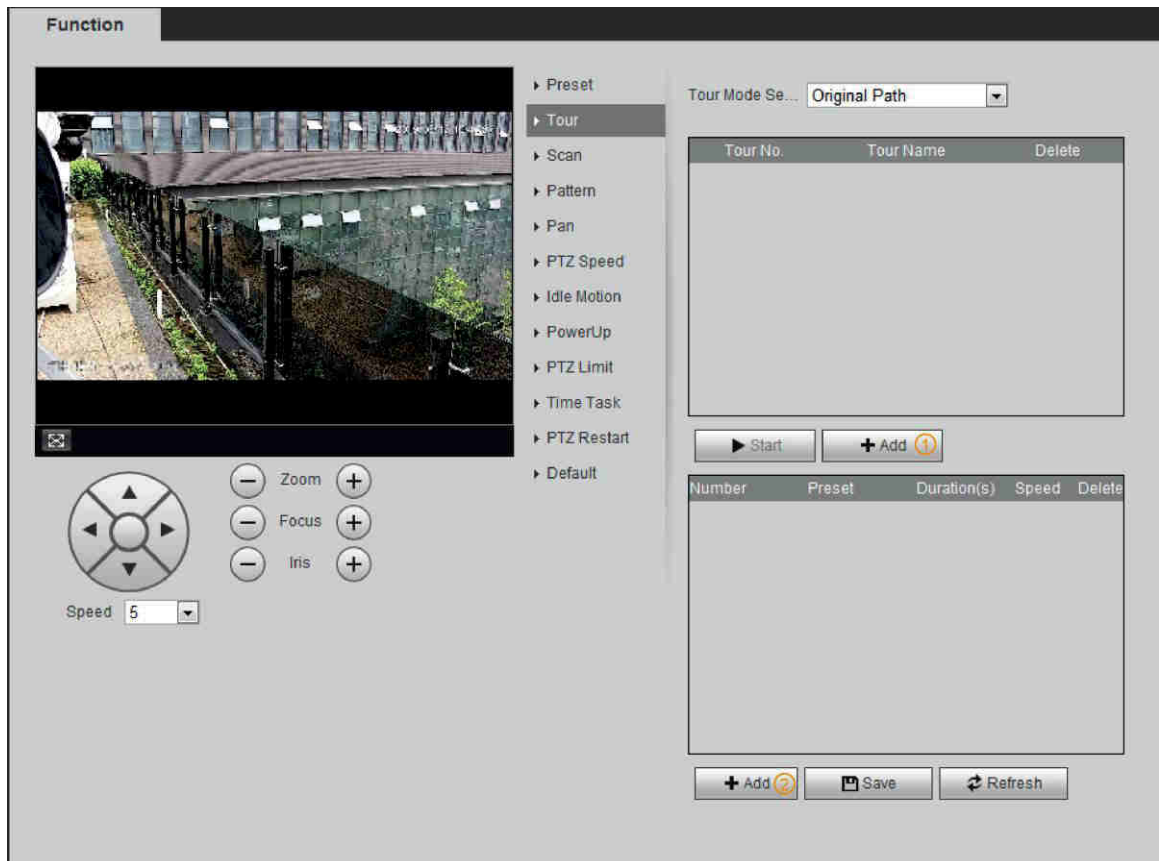 Function
Preset
Tour
Scan
Pattern
Pan
PTZ Speed
Idle Motion
PowerUp
PTZ Limit
Time Task
PTZ Restart
Default
Zoom
Focus
Iris
Speed 5
Tour Mode Se... Original Path
Tour No. Tour Name Delete
Start Add 1
Number Preset Duration(s) Speed Delete
Add 2 Save Refresh